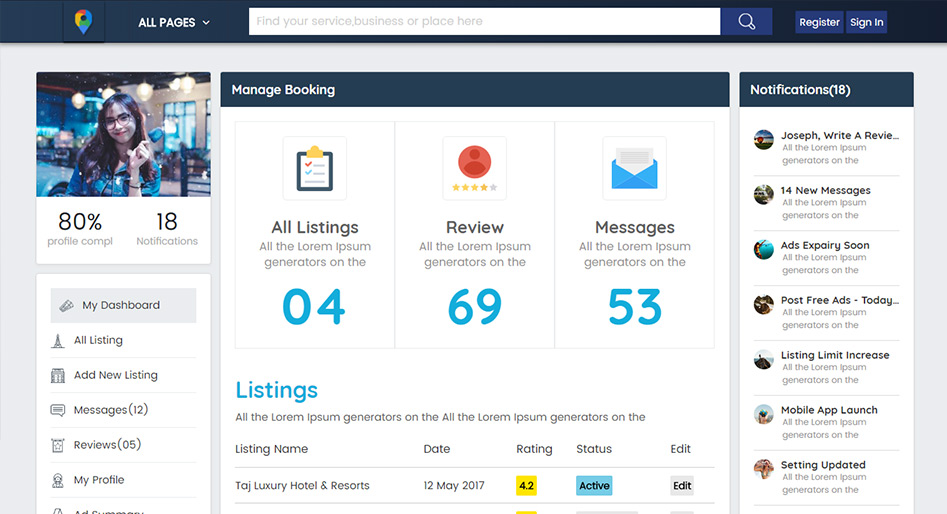 ALL PAGES
Find your service,business or place here
Register
Sign In
80%
profile compl
18
Notifications
My Dashboard
All Listing
Add New Listing
Messages(12)
Reviews(05)
My Profile
Ad Summary
Manage Booking
All Listings
All the Lorem Ipsum
generators on the
04
Review
All the Lorem Ipsum
generators on the
69
Messages
All the Lorem Ipsum
generators on the
53
Listings
All the Lorem Ipsum generators on the All the Lorem Ipsum generators on the
Listing Name Date Rating Status Edit
Taj Luxury Hotel & Resorts 12 May 2017 4.2 Active Edit
Notifications(18)
Joseph, Write A Revie...
All the Lorem Ipsum
generators on the
14 New Messages
All the Lorem Ipsum
generators on the
Ads Expairy Soon
All the Lorem Ipsum
generators on the
Post Free Ads - Today...
All the Lorem Ipsum
generators on the
Listing Limit Increase
All the Lorem Ipsum
generators on the
Mobile App Launch
All the Lorem Ipsum
generators on the
Setting Updated
All the Lorem Ipsum
generators on the